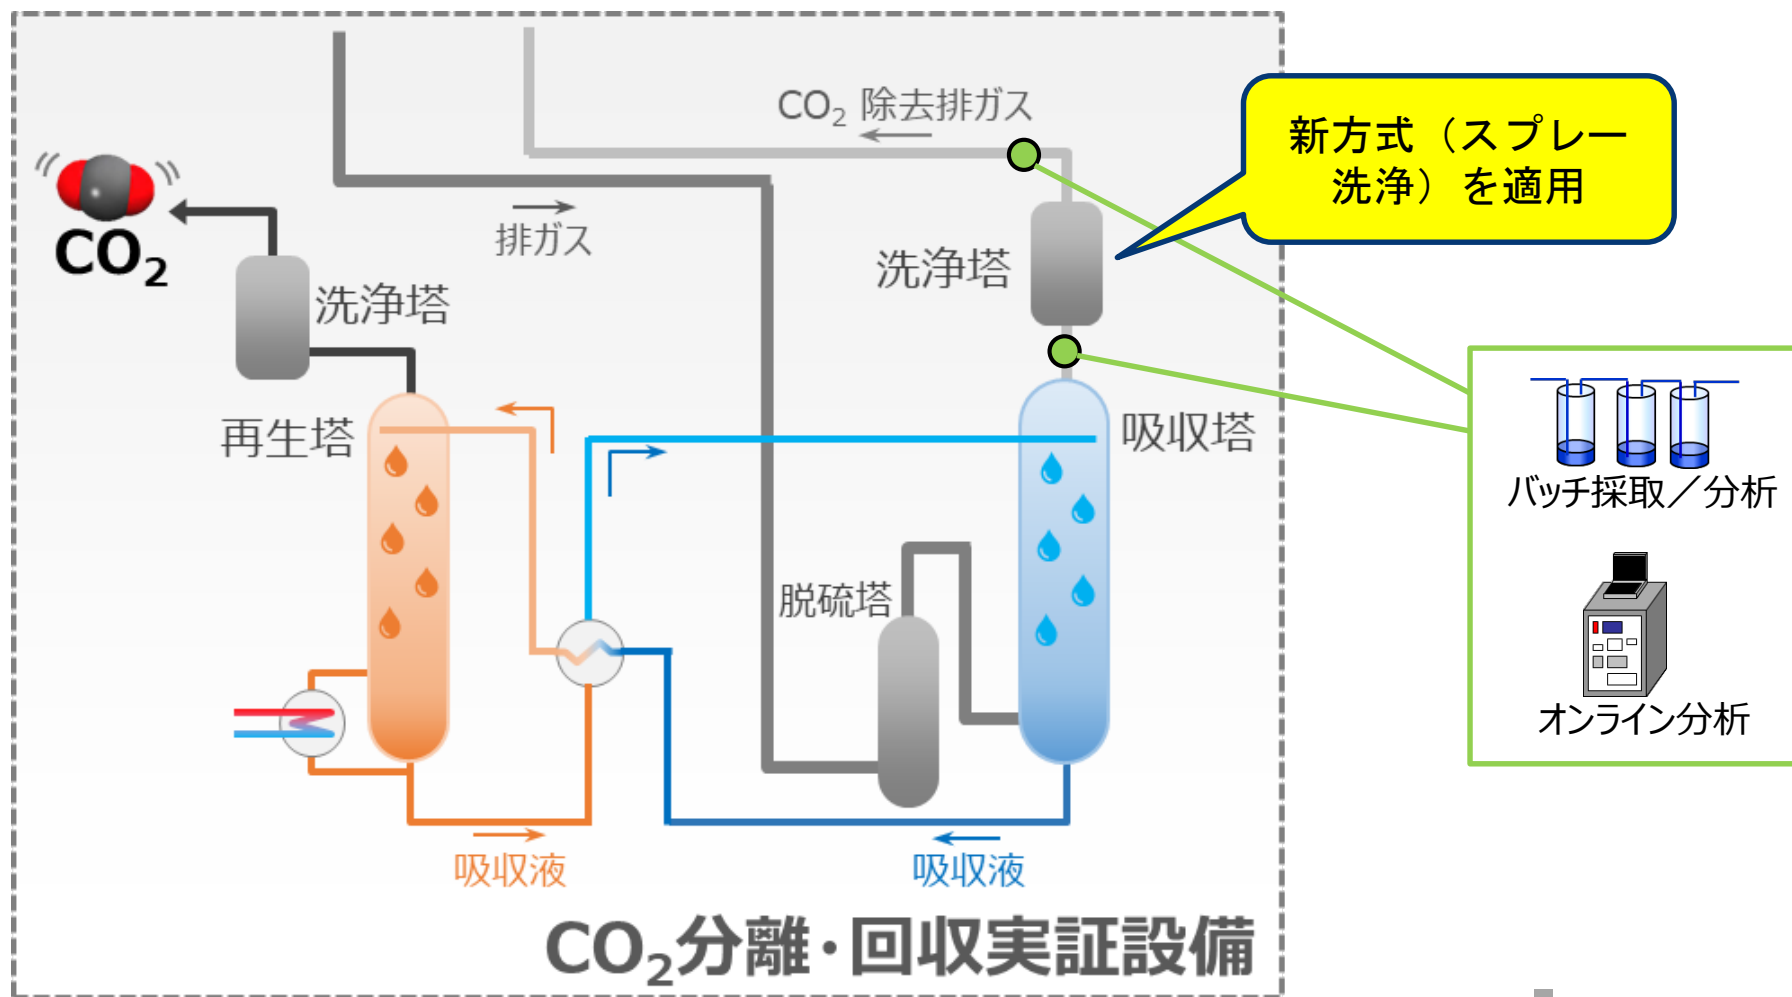 CO₂ 除去排ガス
新方式（スプレー
洗浄）を適用
排ガス
CO₂
洗浄塔
洗浄塔
再生塔
吸収塔
バッチ採取／分析
脱硫塔
オンライン分析
吸収液
吸収液
CO₂分離・回収実証設備